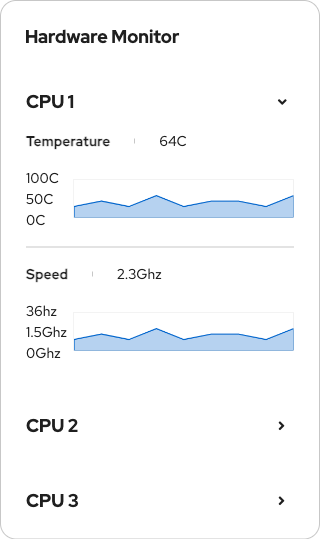 Hardware Monitor
CPU 1
Temperature 64C
100C
50C
0C
Speed 2.3Ghz
36hz
1.5Ghz
0Ghz
CPU 2
CPU 3